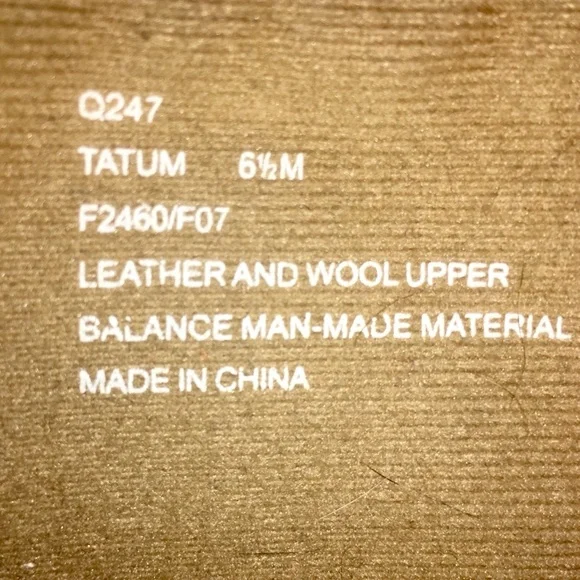 Q247
TATUM 6½M
F2460/F07
LEATHER AND WOOL UPPER
BALANCE MAN-MADE MATERIAL
MADE IN CHINA